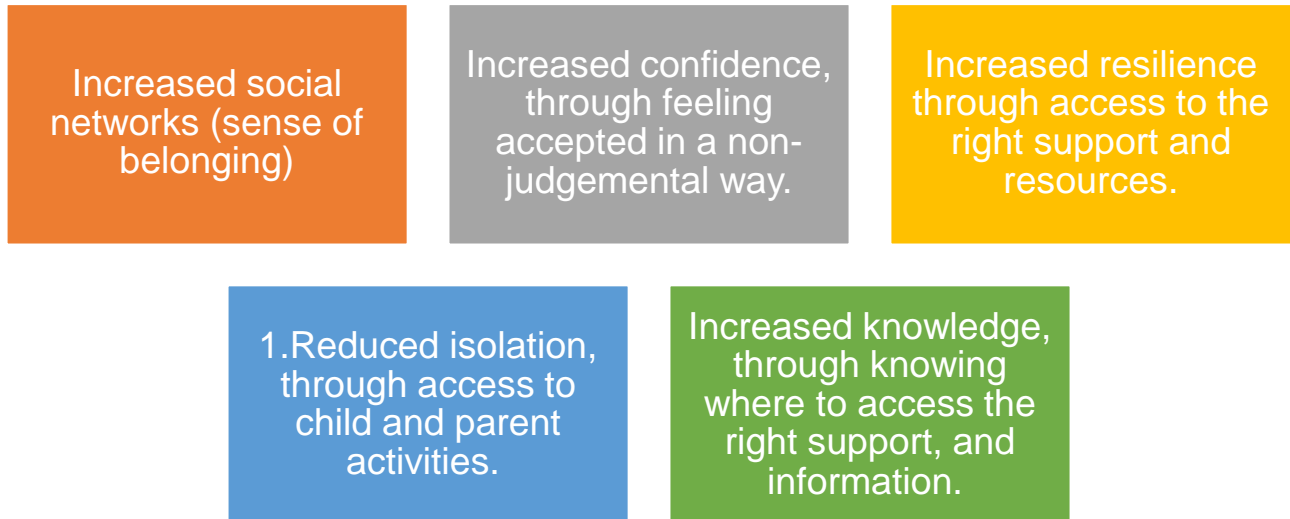 Increased social
networks (sense of
belonging)
Increased confidence,
through feeling
accepted in a non-
judgemental way.
Increased resilience
through access to the
right support and
resources.
1.Reduced isolation,
through access to
child and parent
activities.
Increased knowledge,
through knowing
where to access the
right support, and
information.